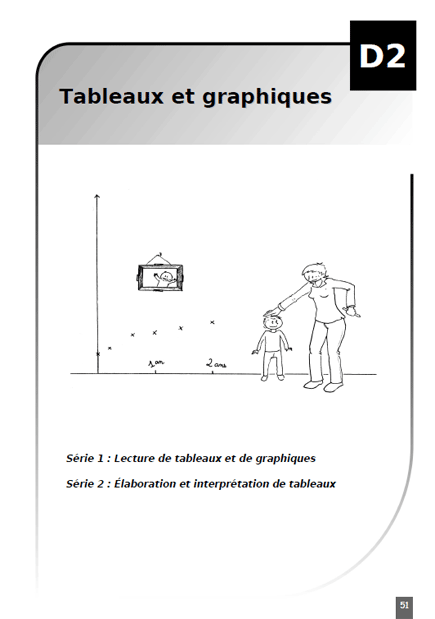 D2
Tableaux et graphiques
1 an
2 ans
Série 1 : Lecture de tableaux et de graphiques
Série 2 : Élaboration et interprétation de tableaux
51